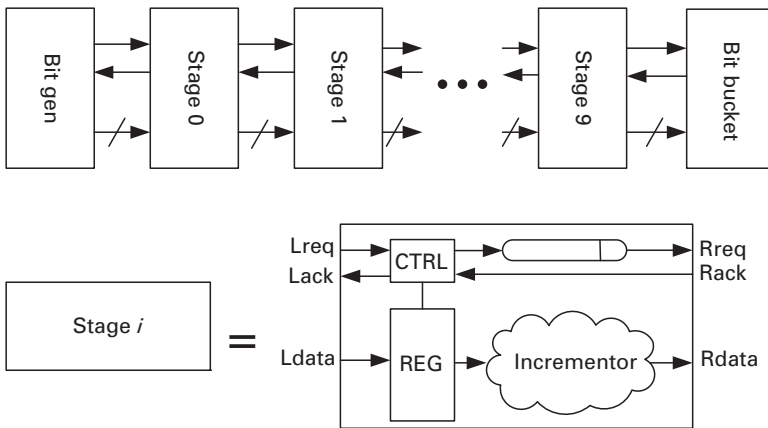 Bit gen
Stage 0
Stage 1
Stage 9
Bit bucket
Stage i
=
Lreq
Lack
Ldata
CTRL
REG
Incrementor
Rreq
Rack
Rdata